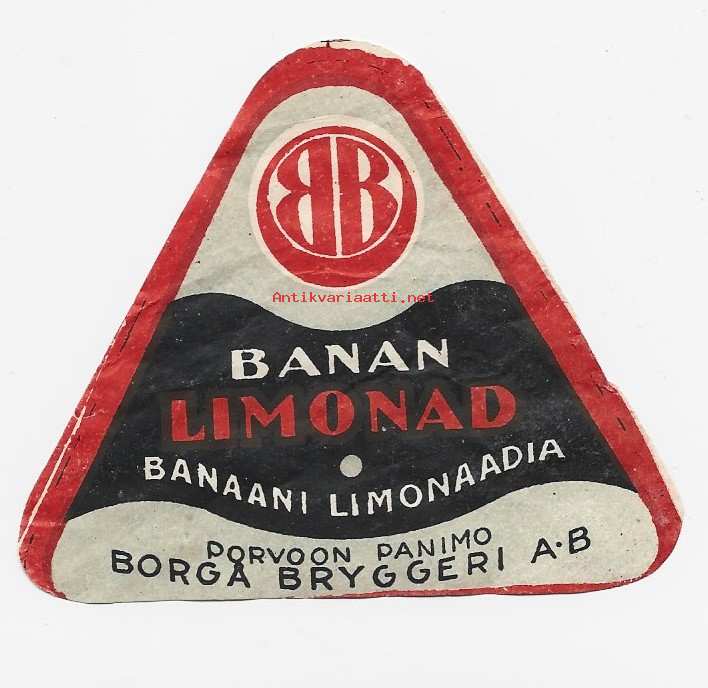 BB
Antikvariaatti.net
BANAN
LIMONAD
BANAANI LIMONAADIA
PORVOON PANIMO
BORGÅ BRYGGERI A·B